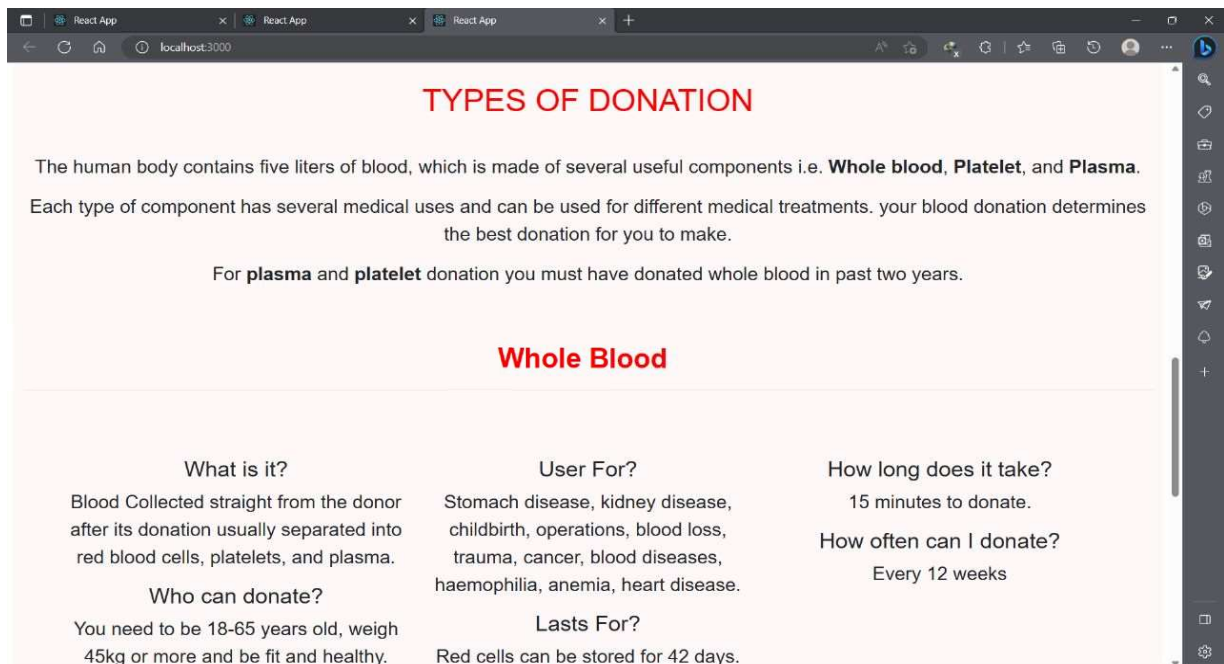 React App
React App
React App
localhost:3000
TYPES OF DONATION
The human body contains five liters of blood, which is made of several useful components i.e. Whole blood, Platelet, and Plasma.
Each type of component has several medical uses and can be used for different medical treatments. your blood donation determines
the best donation for you to make.
For plasma and platelet donation you must have donated whole blood in past two years.
Whole Blood
What is it?
Blood Collected straight from the donor
after its donation usually separated into
red blood cells, platelets, and plasma.
Who can donate?
You need to be 18-65 years old, weigh
45kg or more and be fit and healthy.
User For?
Stomach disease, kidney disease,
childbirth, operations, blood loss,
trauma, cancer, blood diseases,
haemophilia, anemia, heart disease.
Lasts For?
Red cells can be stored for 42 days.
How long does it take?
15 minutes to donate.
How often can I donate?
Every 12 weeks